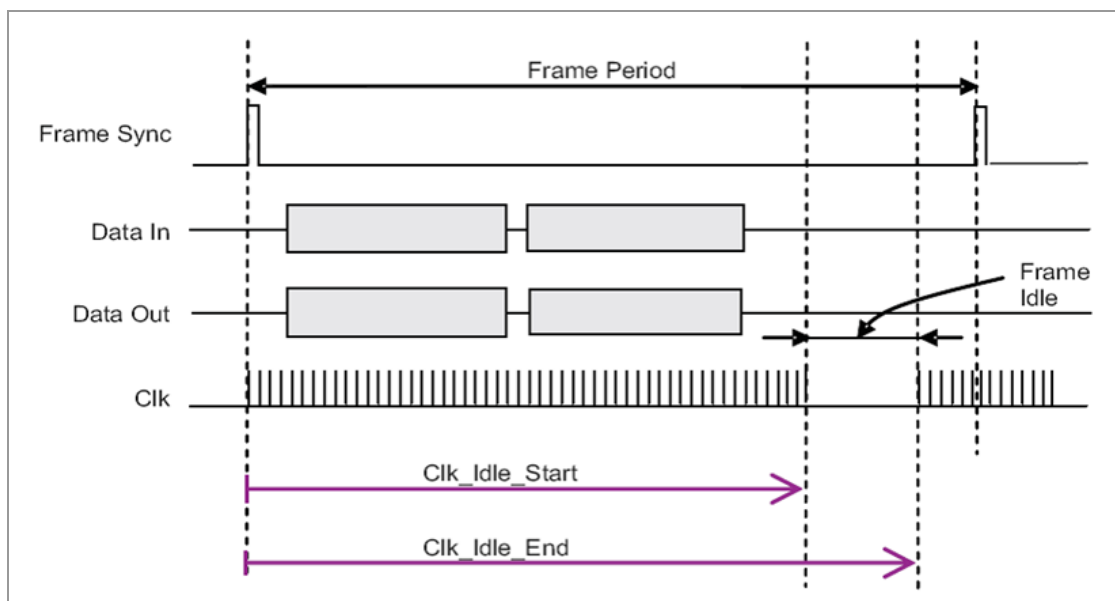 Frame Period
Frame Sync
Data In
Data Out
Frame
Idle
Clk
Clk_Idle_Start
Clk_Idle_End